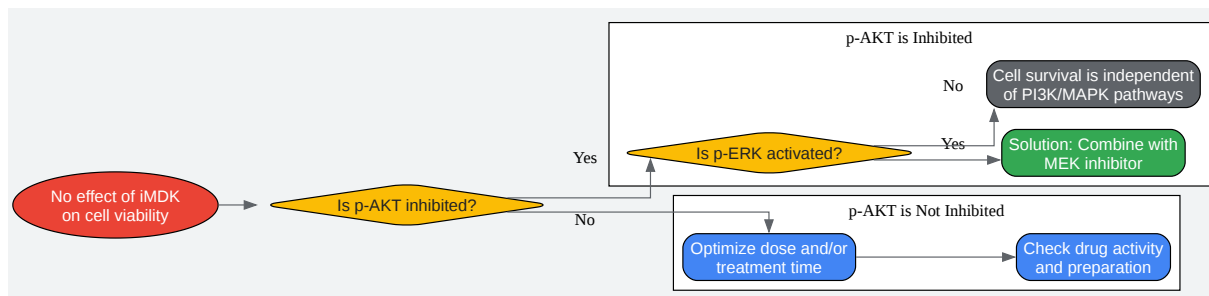 No effect of iMDK
on cell viability
Is p-AKT inhibited?
Yes
No
p-AKT is Inhibited
Is p-ERK activated?
No
Yes
Cell survival is independent
of PI3K/MAPK pathways
Solution: Combine with
MEK inhibitor
p-AKT is Not Inhibited
Optimize dose and/or
treatment time
Check drug activity
and preparation